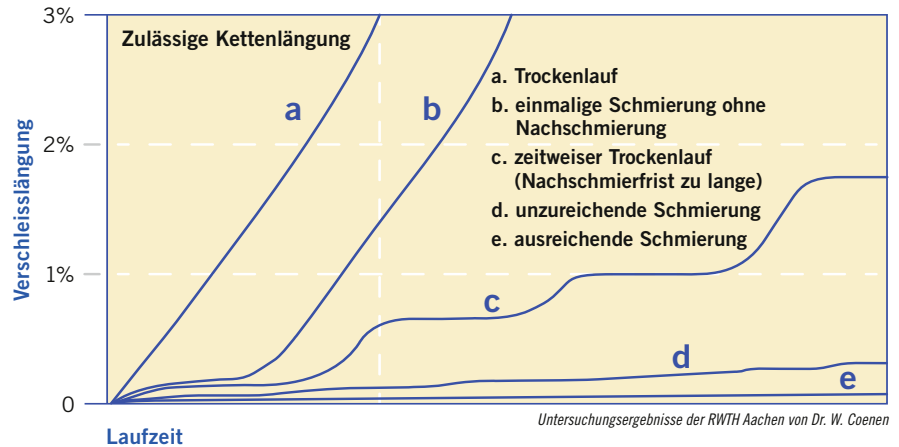 3%
Zulässige Kettenlängung
a
b
a. Trockenlauf
b. einmalige Schmierung ohne
Nachschmierung
c. zeitweiser Trockenlauf
(Nachschmierfrist zu lange)
d. unzureichende Schmierung
e. ausreichende Schmierung
2%
Verschleisslängung
1%
c
d
e
0
Untersuchungsergebnisse der RWTH Aachen von Dr. W. Coenen
Laufzeit